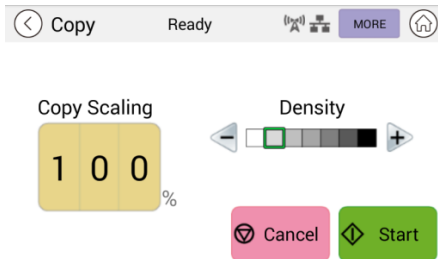 Copy Ready MORE
Copy Scaling Density
100
%
Cancel Start